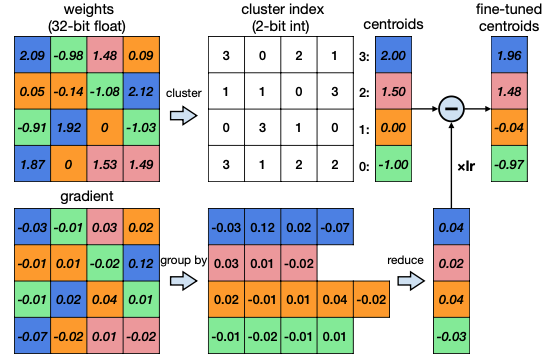 weights
(32-bit float)
cluster index
(2-bit int)
centroids
fine-tuned
centroids
2.09 -0.98 1.48 0.09
0.05 -0.14 -1.08 2.12
-0.91 1.92 0 -1.03
1.87 0 1.53 1.49
cluster
3 0 2 1
1 1 0 3
0 3 1 0
3 1 2 2
3: 2.00
2: 1.50
1: 0.00
0: -1.00
−
1.96
1.48
-0.04
-0.97
×lr
gradient
-0.03 -0.01 0.03 0.02
-0.01 0.01 -0.02 0.12
-0.01 0.02 0.04 0.01
-0.07 -0.02 0.01 -0.02
group by
-0.03 0.12 0.02 -0.07
0.03 0.01 -0.02
0.02 -0.01 0.01 0.04 -0.02
-0.01 -0.02 -0.01 0.01
reduce
0.04
0.02
0.04
-0.03